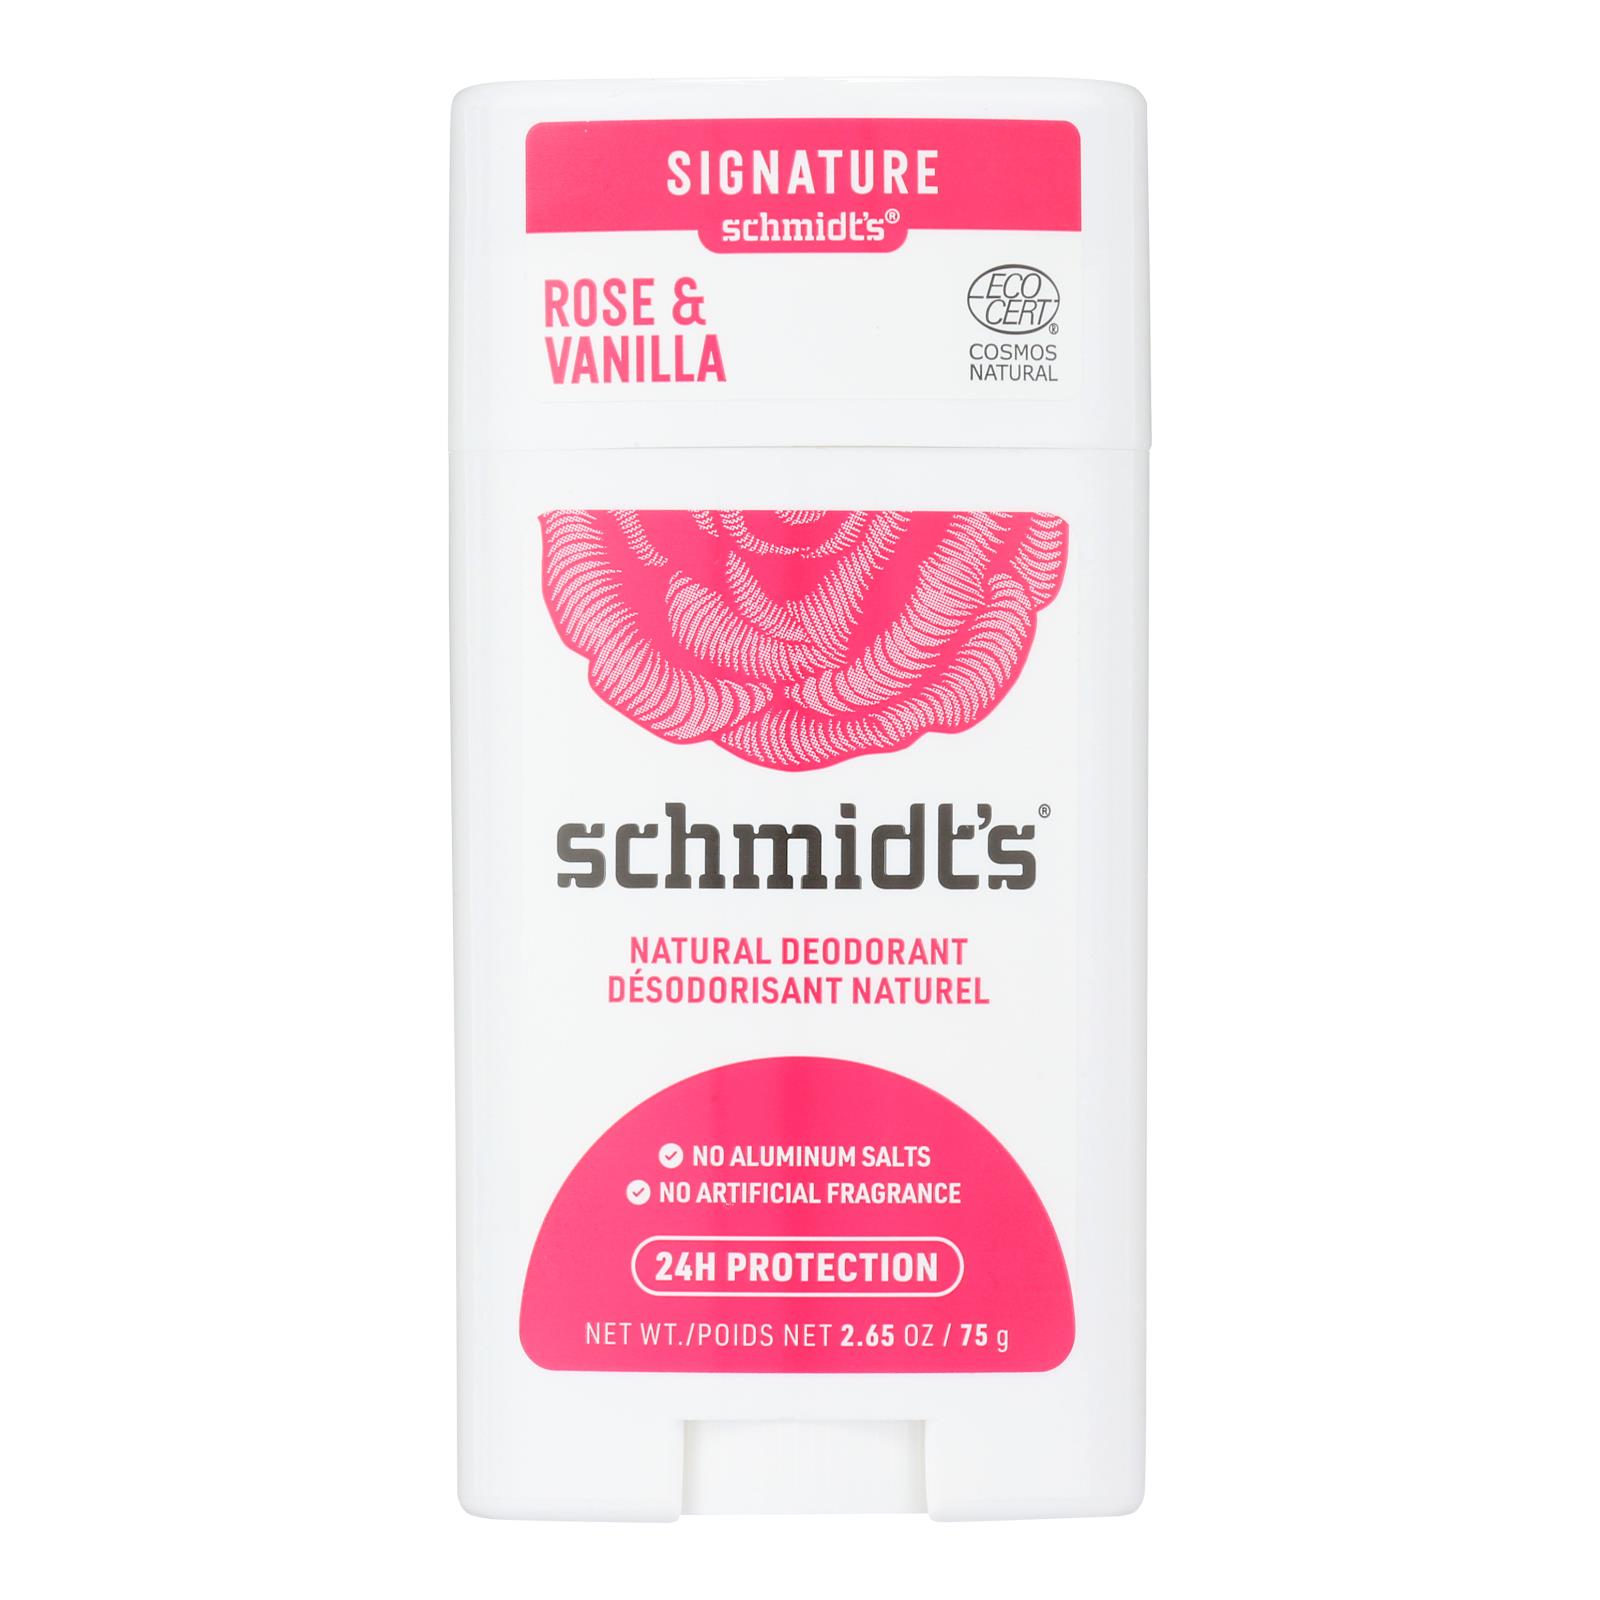 SIGNATURE
schmidt's®
ROSE &
VANILLA
ECO
CERT
®
COSMOS
NATURAL
schmidt's®
NATURAL DEODORANT
DÉSODORISANT NATUREL
NO ALUMINUM SALTS
NO ARTIFICIAL FRAGRANCE
24H PROTECTION
NET WT./POIDS NET 2.65 OZ / 75 g